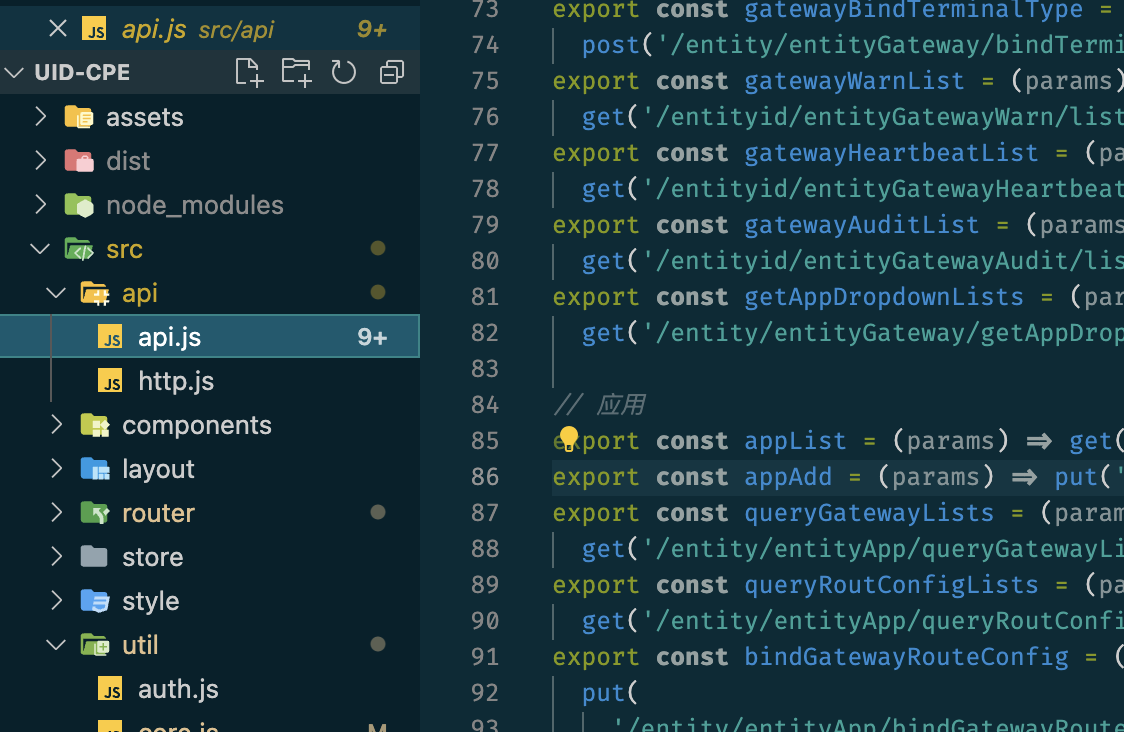 api.js src/api 9+
UID-CPE
assets
dist
node_modules
src
api
JS api.js 9+
JS http.js
components
layout
router
store
style
util
JS auth.js
73 export const gatewayBindTerminalType =
74 post('/entity/entityGateway/bindTermi
75 export const gatewayWarnList = (params)
76 get('/entityid/entityGatewayWarn/list
77 export const gatewayHeartbeatList = (pa
78 get('/entityid/entityGatewayHeartbeat
79 export const gatewayAuditList = (params
80 get('/entityid/entityGatewayAudit/lis
81 export const getAppDropdownLists = (par
82 get('/entity/entityGateway/getAppDrop
83
84 // 应用
85 export const appList = (params) ⇒ get(
86 export const appAdd = (params) ⇒ put('
87 export const queryGatewayLists = (param
88 get('/entity/entityApp/queryGatewayLi
89 export const queryRoutConfigLists = (pa
90 get('/entity/entityApp/queryRoutConfi
91 export const bindGatewayRouteConfig = (
92 put(
93 '/entity/entityApp/bindGatewayRoute